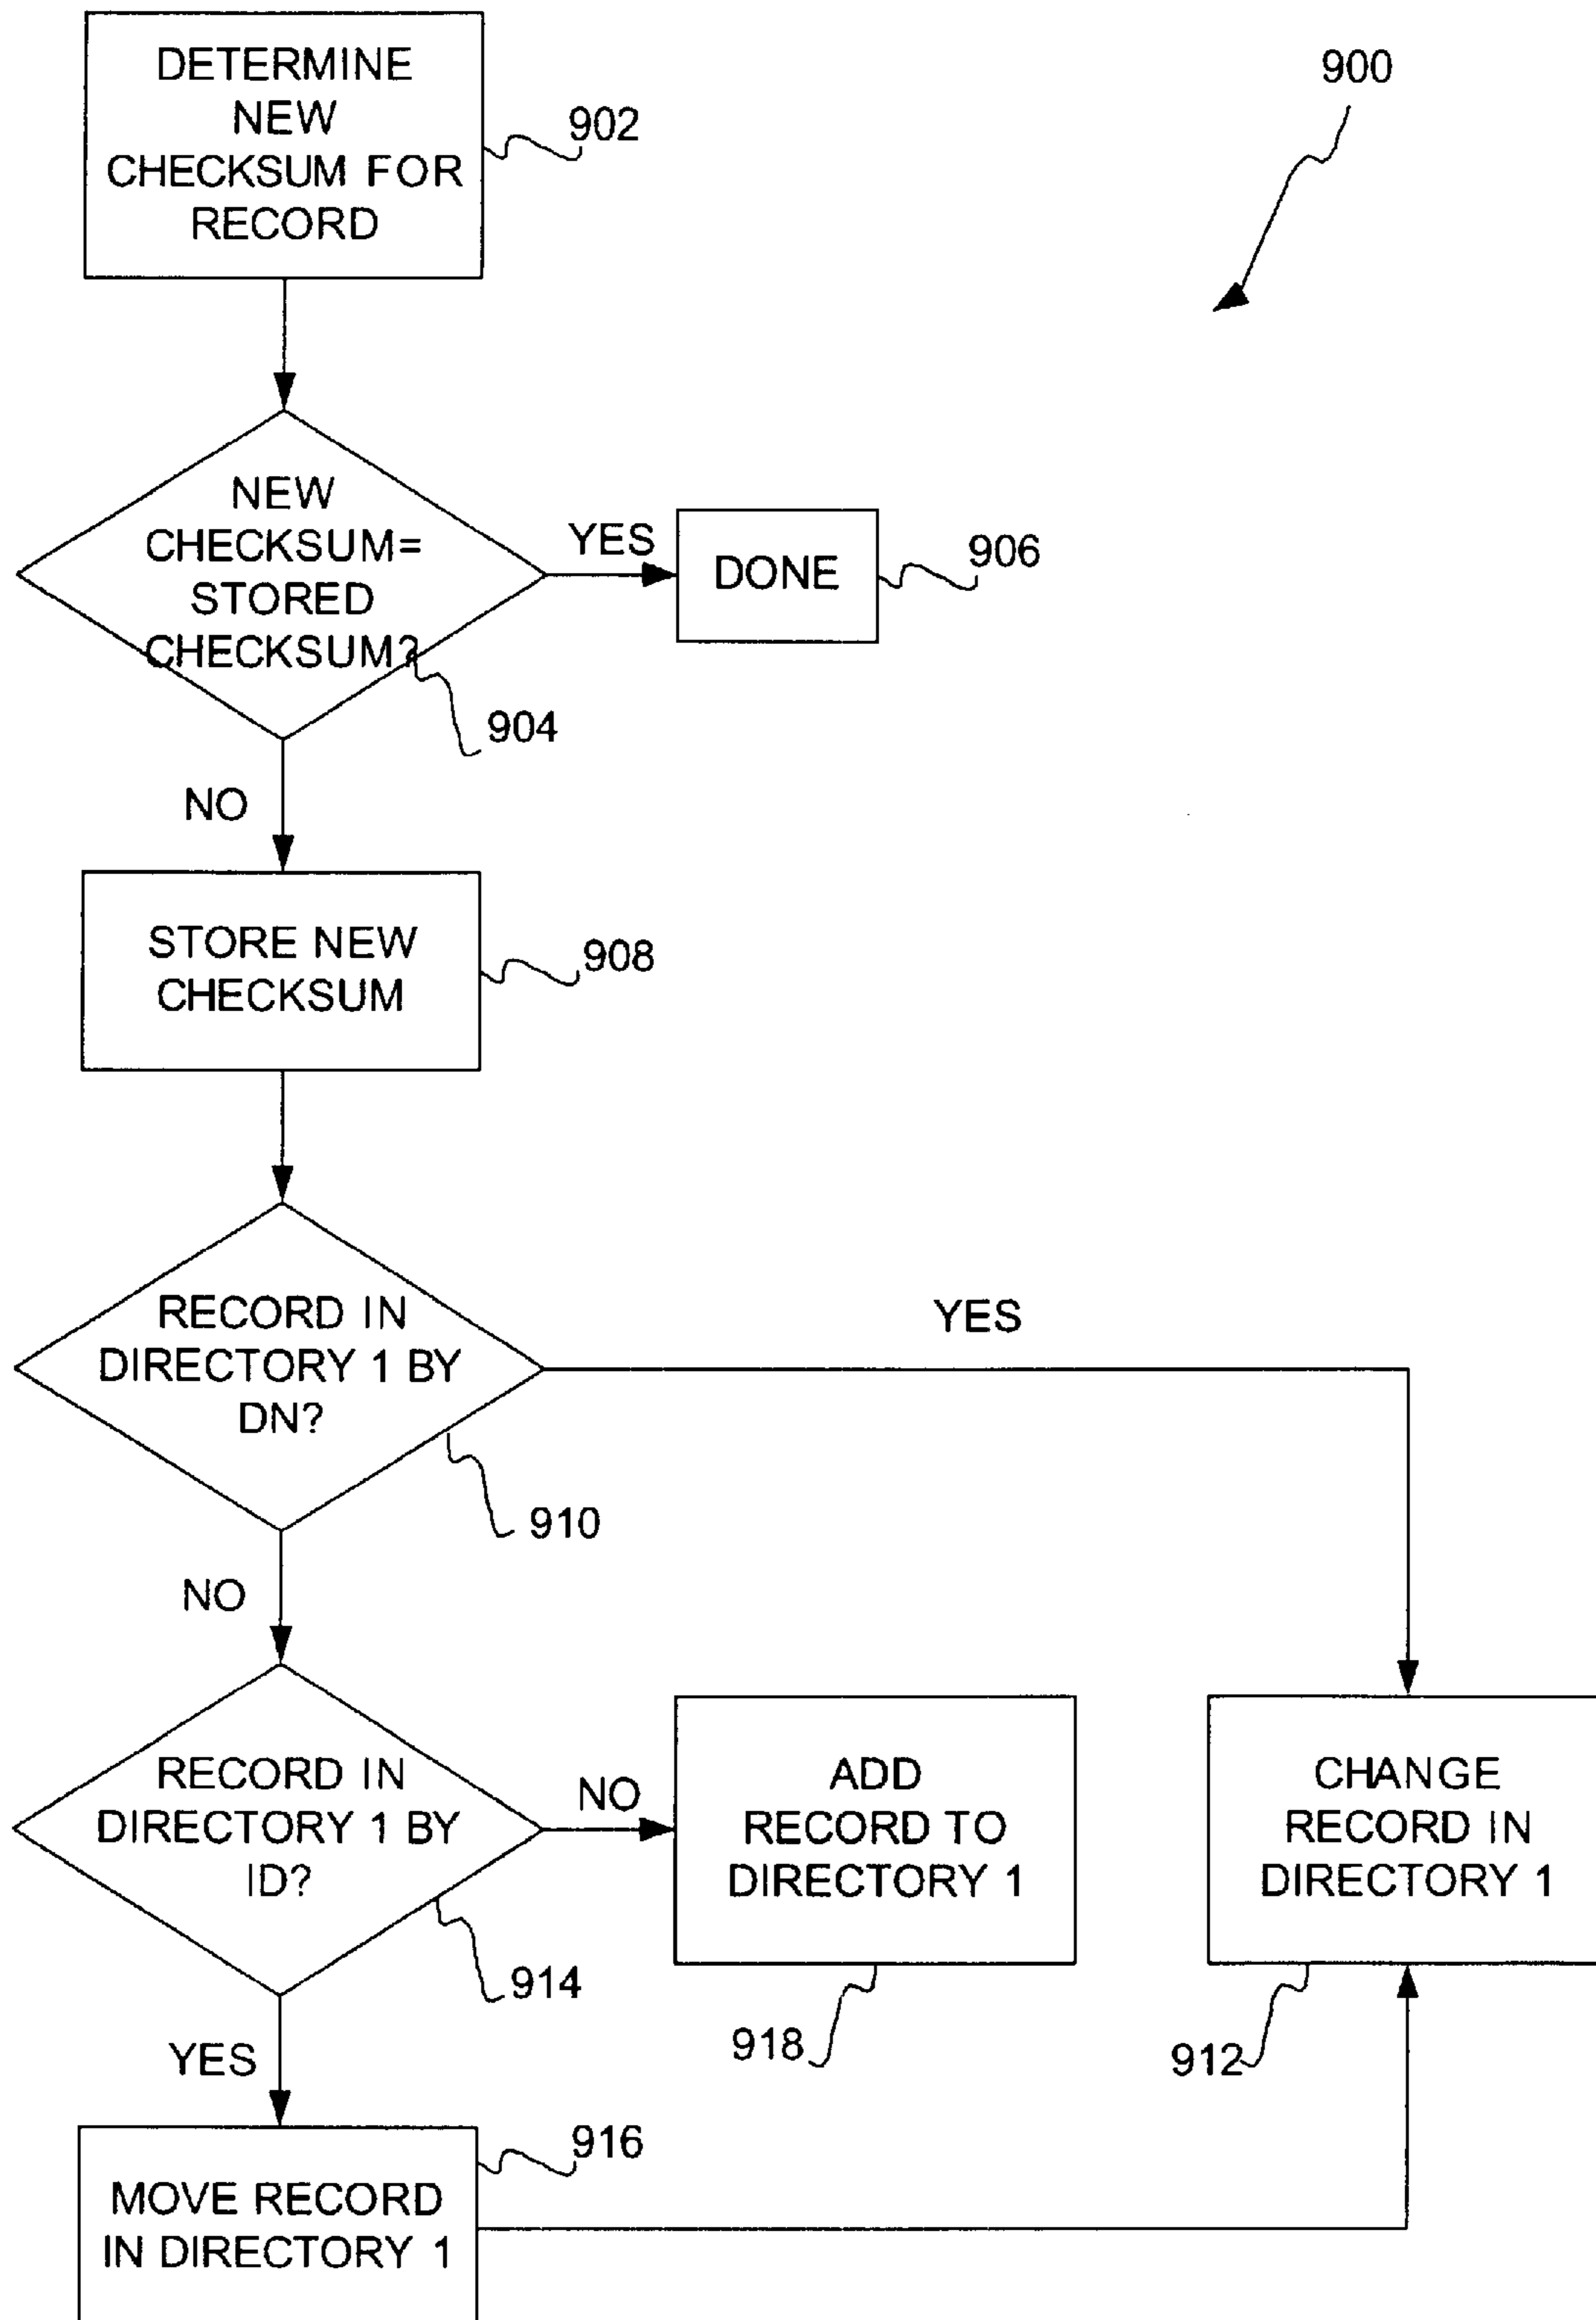 DETERMINE
NEW
CHECKSUM FOR
RECORD
902
900
NEW
CHECKSUM=
STORED
CHECKSUM?
904
YES
DONE
906
NO
STORE NEW
CHECKSUM
908
RECORD IN
DIRECTORY 1 BY
DN?
910
YES
NO
RECORD IN
DIRECTORY 1 BY
ID?
914
NO
ADD
RECORD TO
DIRECTORY 1
918
CHANGE
RECORD IN
DIRECTORY 1
912
YES
MOVE RECORD
IN DIRECTORY 1
916